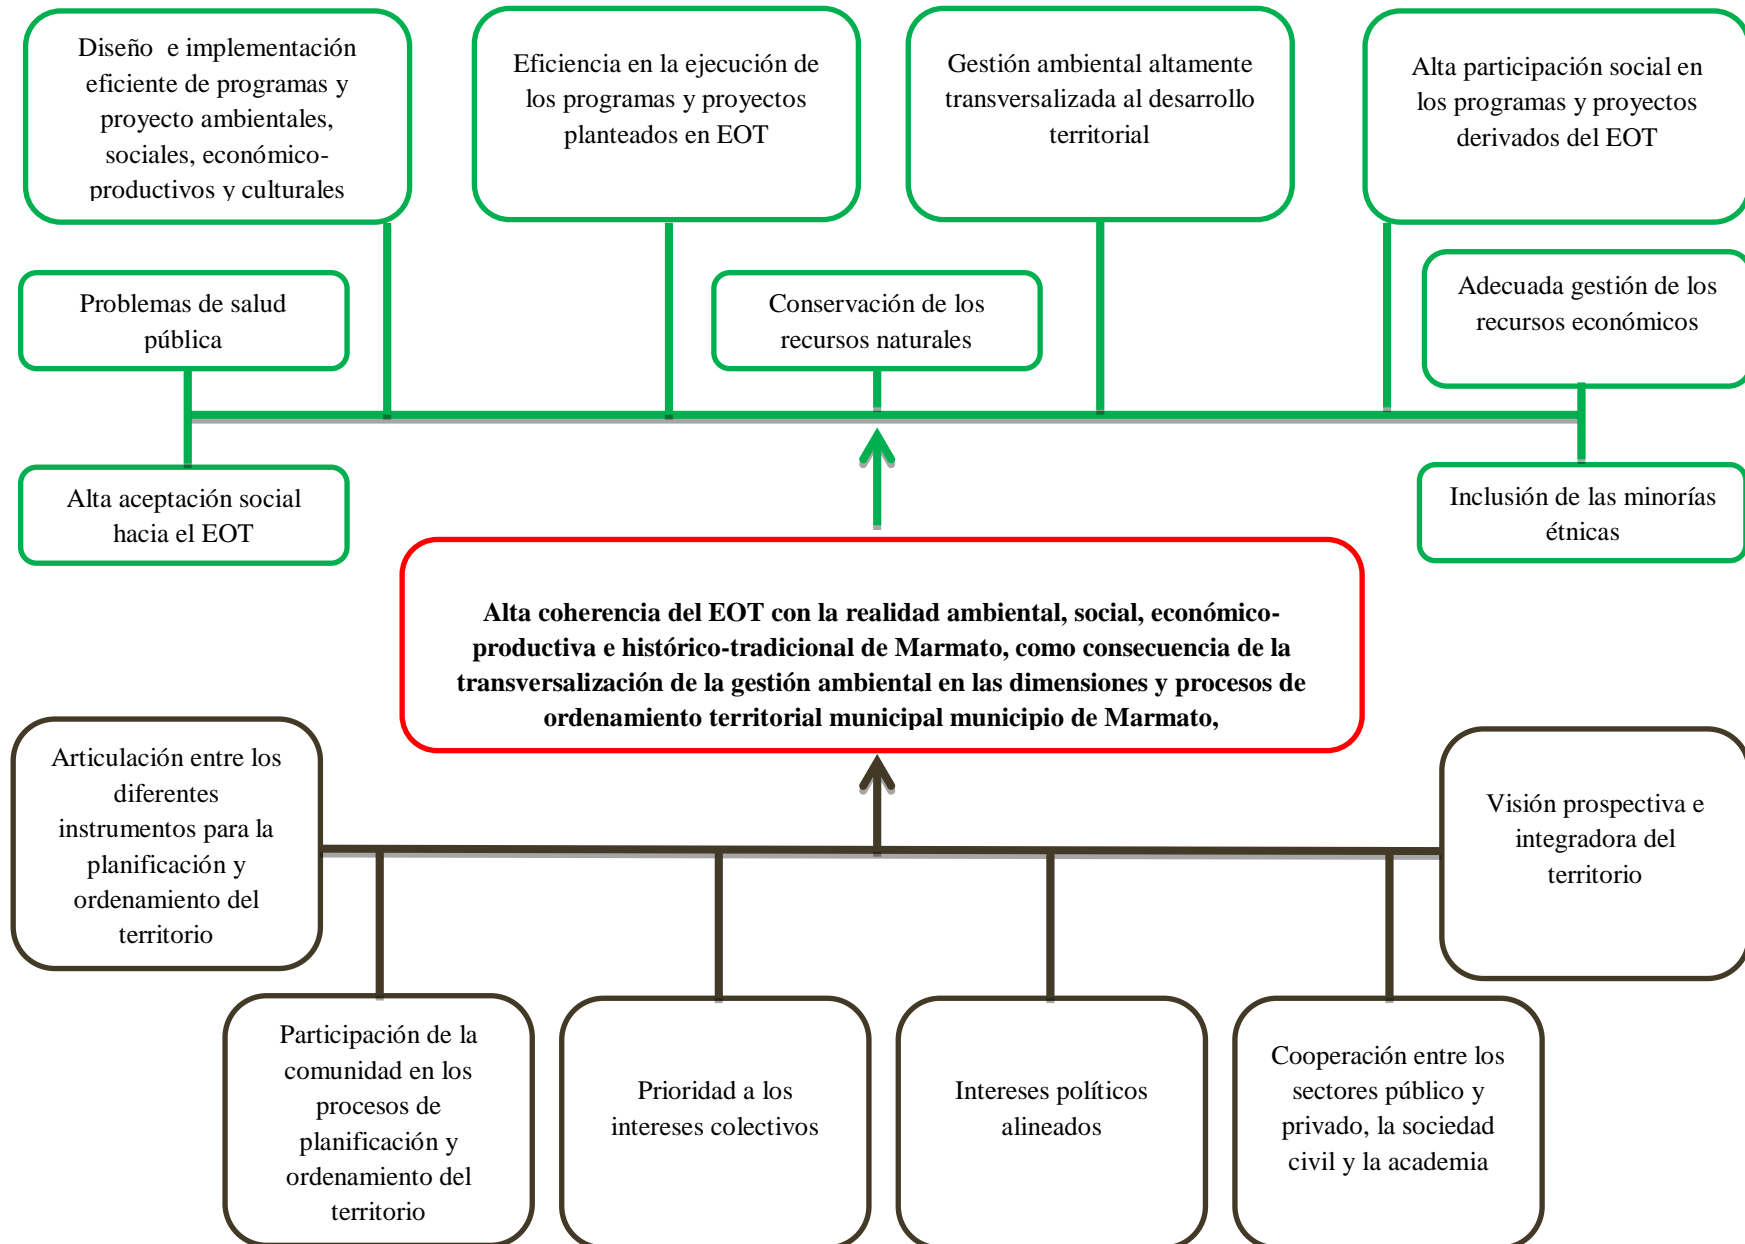 Diseño e implementación
eficiente de programas y
proyecto ambientales,
sociales, económico-
productivos y culturales
Eficiencia en la ejecución de
los programas y proyectos
planteados en EOT
Gestión ambiental altamente
transversalizada al desarrollo
territorial
Alta participación social en
los programas y proyectos
derivados del EOT
Problemas de salud
pública
Conservación de los
recursos naturales
Adecuada gestión de los
recursos económicos
Alta aceptación social
hacia el EOT
Inclusión de las minorías
étnicas
Alta coherencia del EOT con la realidad ambiental, social, económico-
productiva e histórico-tradicional de Marmato, como consecuencia de la
transversalización de la gestión ambiental en las dimensiones y procesos de
ordenamiento territorial municipal municipio de Marmato,
Articulación entre los
diferentes
instrumentos para la
planificación y
ordenamiento del
territorio
Visión prospectiva e
integradora del
territorio
Participación de la
comunidad en los
procesos de
planificación y
ordenamiento del
territorio
Prioridad a los
intereses colectivos
Intereses políticos
alineados
Cooperación entre los
sectores público y
privado, la sociedad
civil y la academia